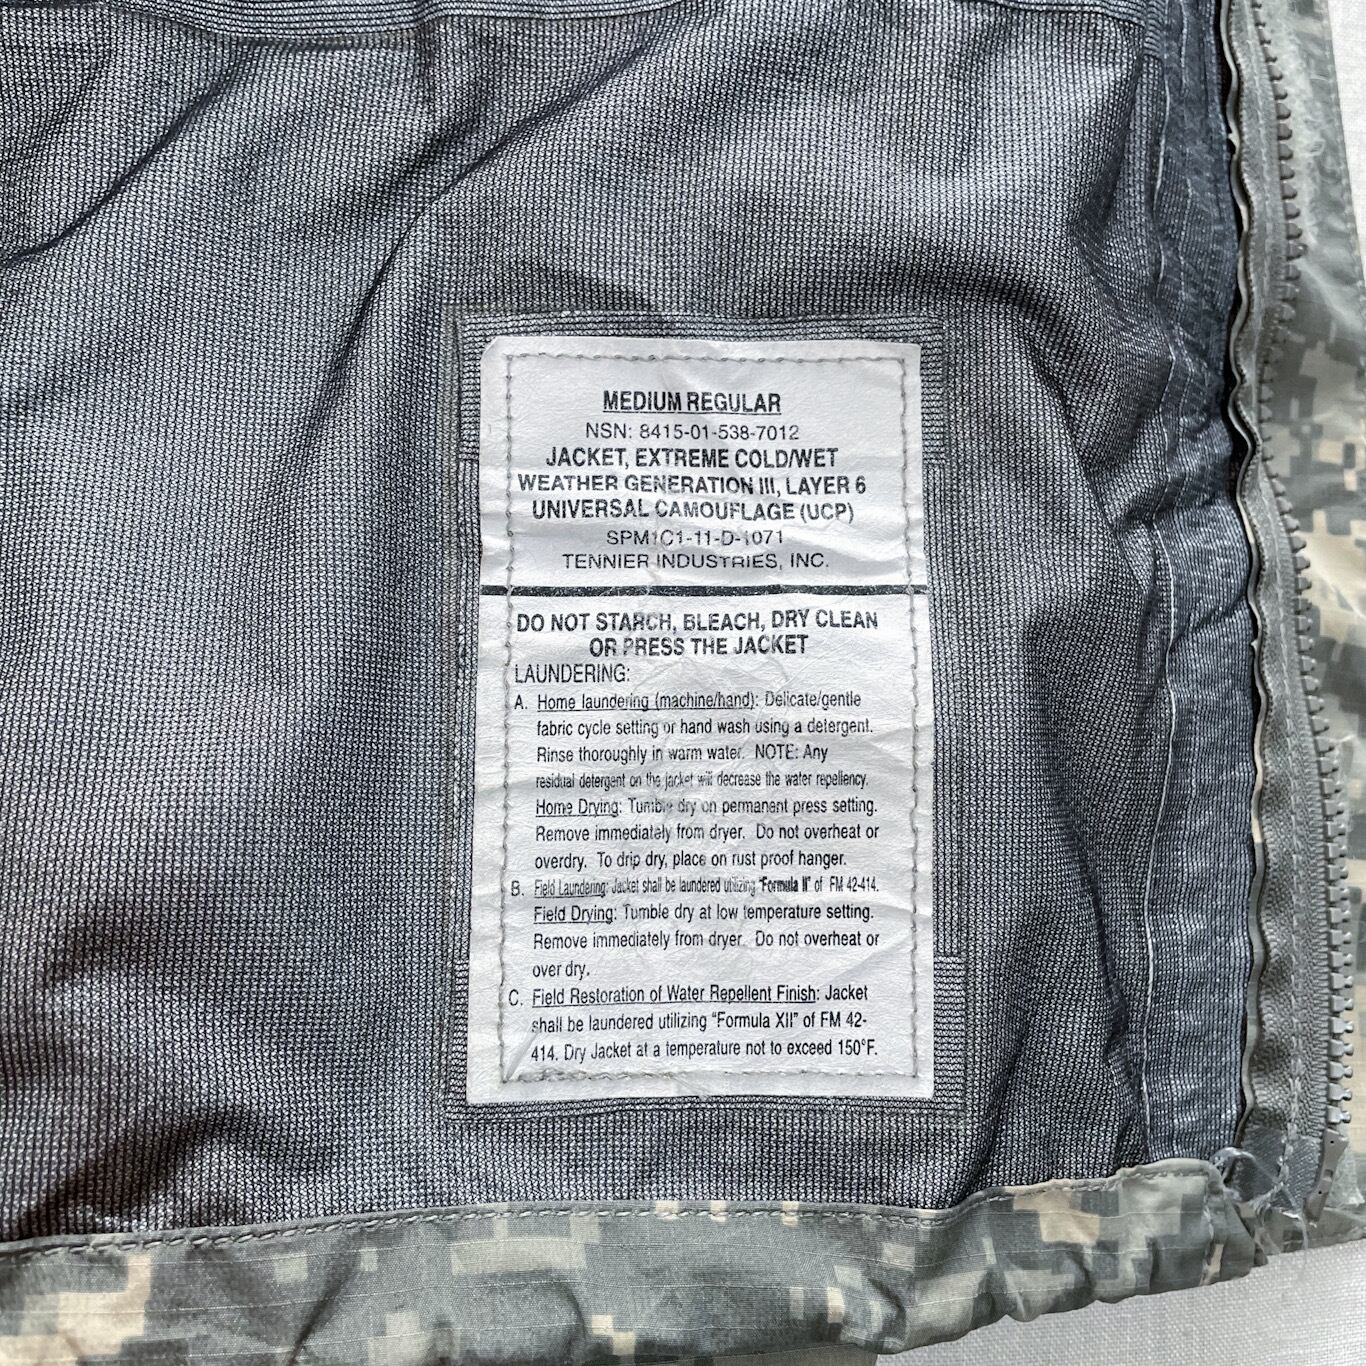 MEDIUM REGULAR
NSN: 8415-01-538-7012
JACKET, EXTREME COLD/WET
WEATHER GENERATION III, LAYER 6
UNIVERSAL CAMOUFLAGE (UCP)
SPM1C1-11-D-1071
TENNIER INDUSTRIES, INC.
DO NOT STARCH, BLEACH, DRY CLEAN
OR PRESS THE JACKET
LAUNDERING:
A. Home laundering (machine/hand): Delicate/gentle
fabric cycle setting or hand wash using a detergent.
Rinse thoroughly in warm water. NOTE: Any
residual detergent on the jacket will decrease the water repellency.
Home Drying: Tumble dry on permanent press setting.
Remove immediately from dryer. Do not overheat or
overdry. To drip dry, place on rust proof hanger.
B. Field Laundering: Jacket shall be laundered utilizing "Formula II" of FM 42-414.
Field Drying: Tumble dry at low temperature setting.
Remove immediately from dryer. Do not overheat or
over dry.
C. Field Restoration of Water Repellent Finish: Jacket
shall be laundered utilizing "Formula XII" of FM 42-
414. Dry Jacket at a temperature not to exceed 150°F.